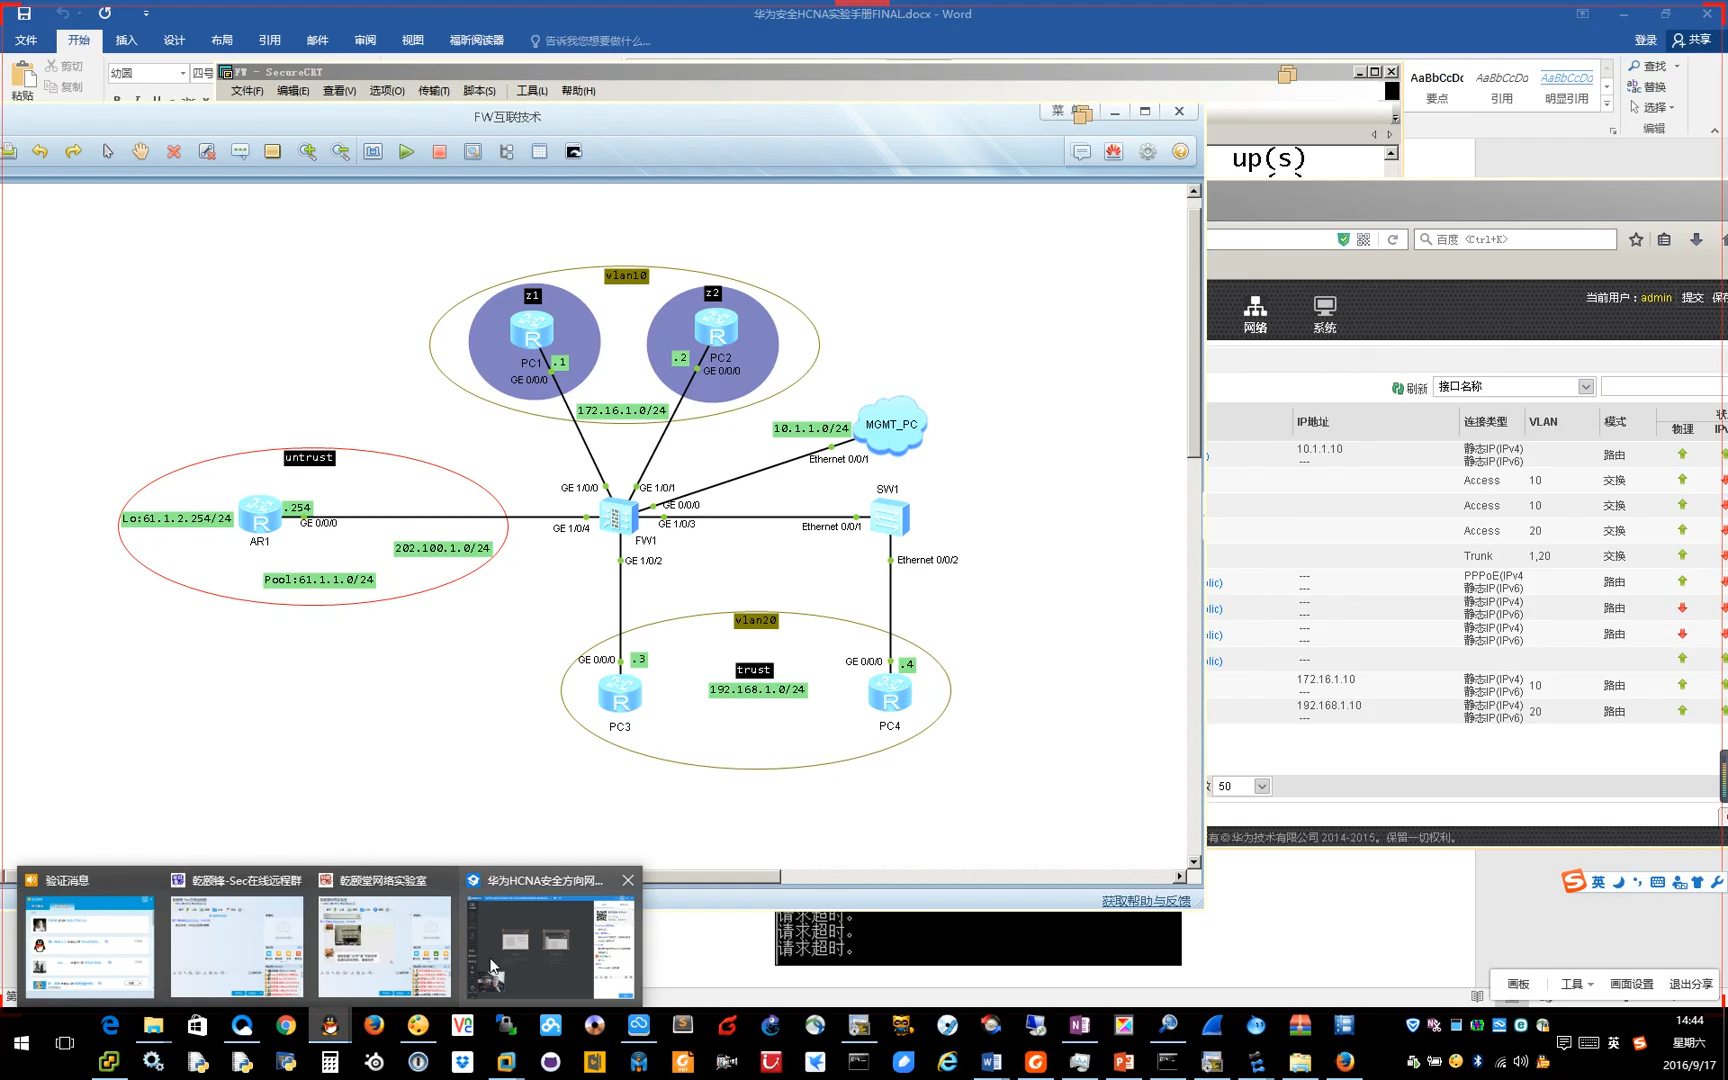 华为安全HCNA实验手册FINAL.docx - Word
文件 开始 插入 设计 布局 引用 邮件 审阅 视图 福昕阅读器 告诉我您想要做什么... 登录 共享
粘贴 剪切 复制 幼圆 四号
FW - SecureCRT
文件(F) 编辑(E) 查看(V) 选项(O) 传输(T) 脚本(S) 工具(L) 帮助(H)
AaBbCcDc AaBbCcDc AaBbCcDc
要点 引用 明显引用
查找
替换
选择
编辑
FW互联技术
菜
up(s)
百度 <Ctrl+K>
当前用户：admin 提交 保存
网络 系统
刷新 接口名称
IP地址 连接类型 VLAN 模式 物理 状 IPv
10.1.1.10 静态IP(IPv4) 路由
--- 静态IP(IPv6)
Access 10 交换
Access 10 交换
Access 20 交换
Trunk 1,20 交换
--- PPPoE(IPv4 路由
--- 静态IP(IPv6)
lic)
--- 静态IP(IPv4) 路由
--- 静态IP(IPv6)
lic)
--- 静态IP(IPv4) 路由
--- 静态IP(IPv6)
lic) --- 路由
172.16.1.10 静态IP(IPv4) 10 路由
--- 静态IP(IPv6)
192.168.1.10 静态IP(IPv4) 20 路由
--- 静态IP(IPv6)
50
有©华为技术有限公司 2014-2015。保留一切权利。
vlan10
z1
z2
PC1 .1
GE 0/0/0
.2 PC2
GE 0/0/0
172.16.1.0/24
10.1.1.0/24
MGMT_PC
Ethernet 0/0/1
untrust
Lo:61.1.2.254/24
.254
GE 0/0/0
AR1
202.100.1.0/24
Pool:61.1.1.0/24
GE 1/0/0 GE 1/0/1
GE 0/0/0
GE 1/0/4
GE 1/0/3
FW1
GE 1/0/2
SW1
Ethernet 0/0/1
Ethernet 0/0/2
vlan20
trust
192.168.1.0/24
GE 0/0/0 .3
PC3
GE 0/0/0 .4
PC4
获取帮助与反馈
验证消息
乾颐锋-Sec在线远程群
乾颐堂网络实验室
华为HCNA安全方向网...
请求超时。
请求超时。
请求超时。
英
画板 工具 画面设置 退出分享
英
14:44
星期六
2016/9/17